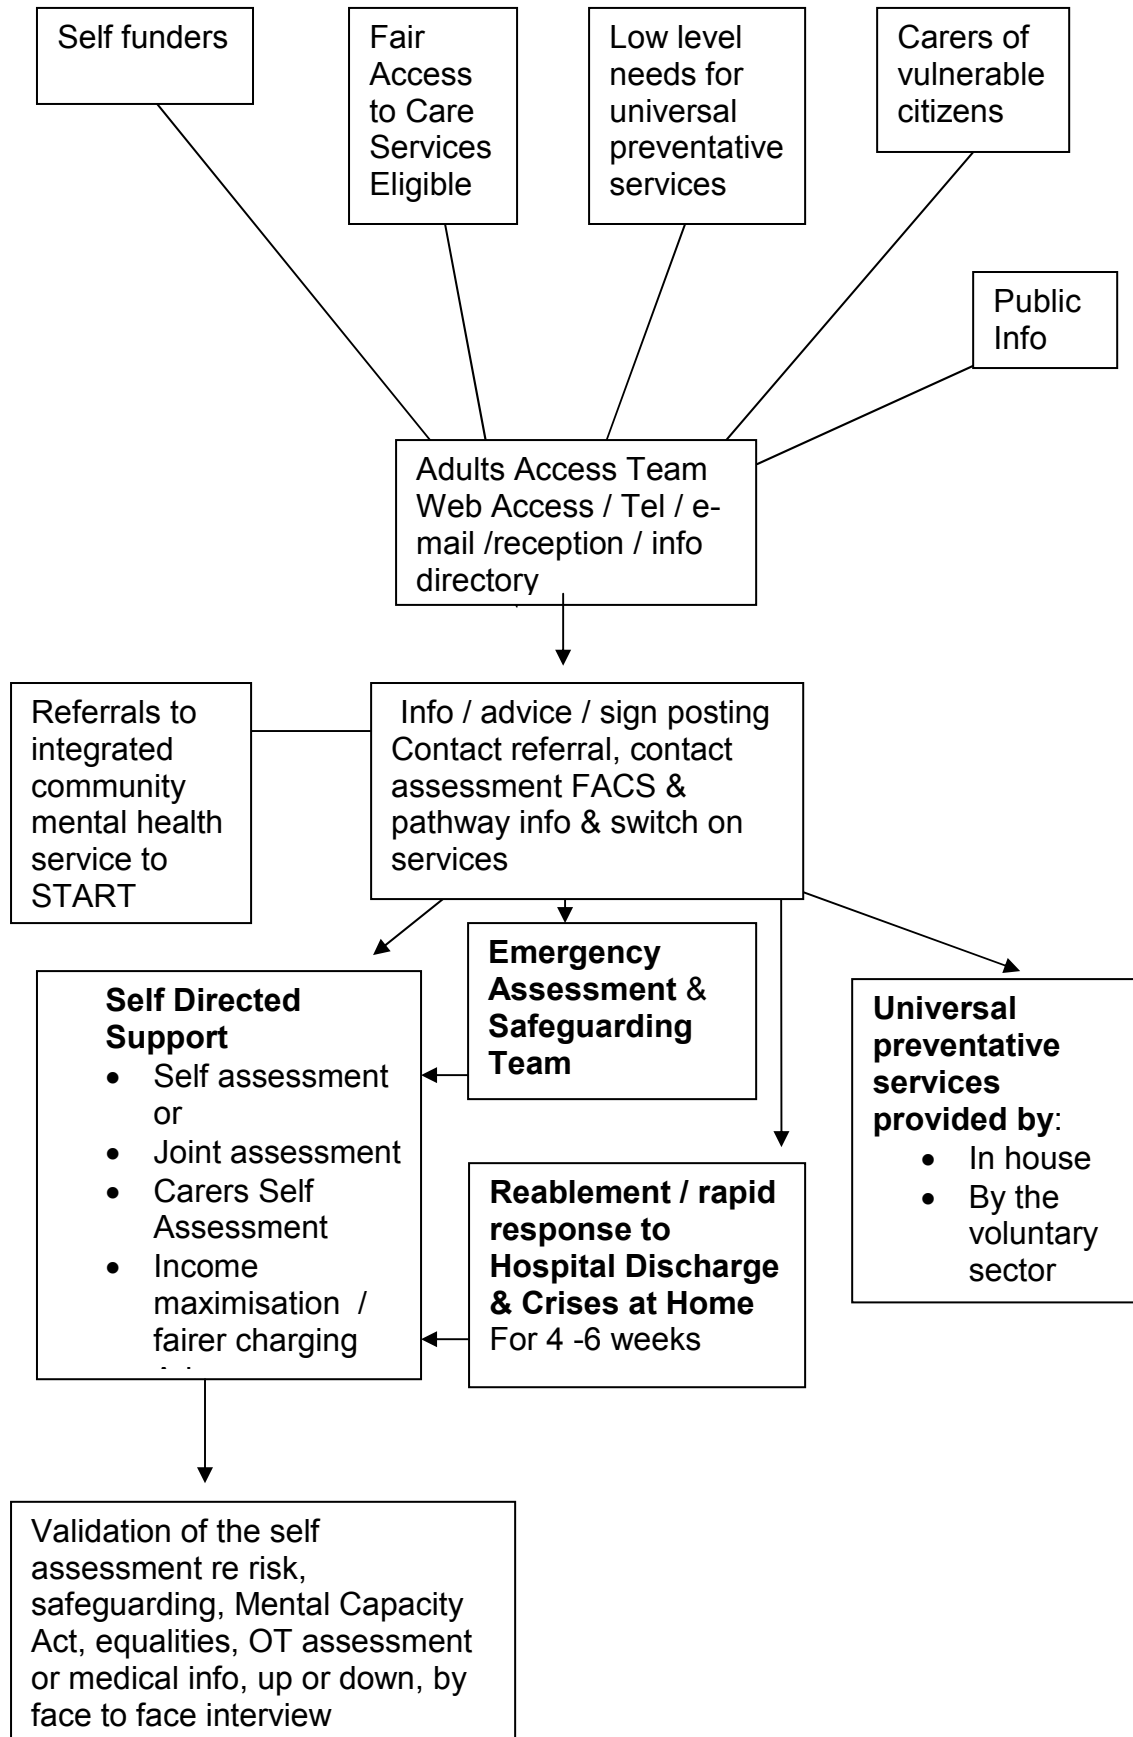 Self funders
Fair
Access
to Care
Services
Eligible
Low level
needs for
universal
preventative
services
Carers of
vulnerable
citizens
Public
Info
Adults Access Team
Web Access / Tel / e-
mail /reception / info
directory
Referrals to
integrated
community
mental health
service to
START
Info / advice / sign posting
Contact referral, contact
assessment FACS &
pathway info & switch on
services
Emergency
Assessment &
Safeguarding
Team
Self Directed
Support
• Self assessment
or
• Joint assessment
• Carers Self
Assessment
• Income
maximisation /
fairer charging
Universal
preventative
services
provided by:
• In house
• By the
voluntary
sector
Reablement / rapid
response to
Hospital Discharge
& Crises at Home
For 4 -6 weeks
Validation of the self
assessment re risk,
safeguarding, Mental Capacity
Act, equalities, OT assessment
or medical info, up or down, by
face to face interview